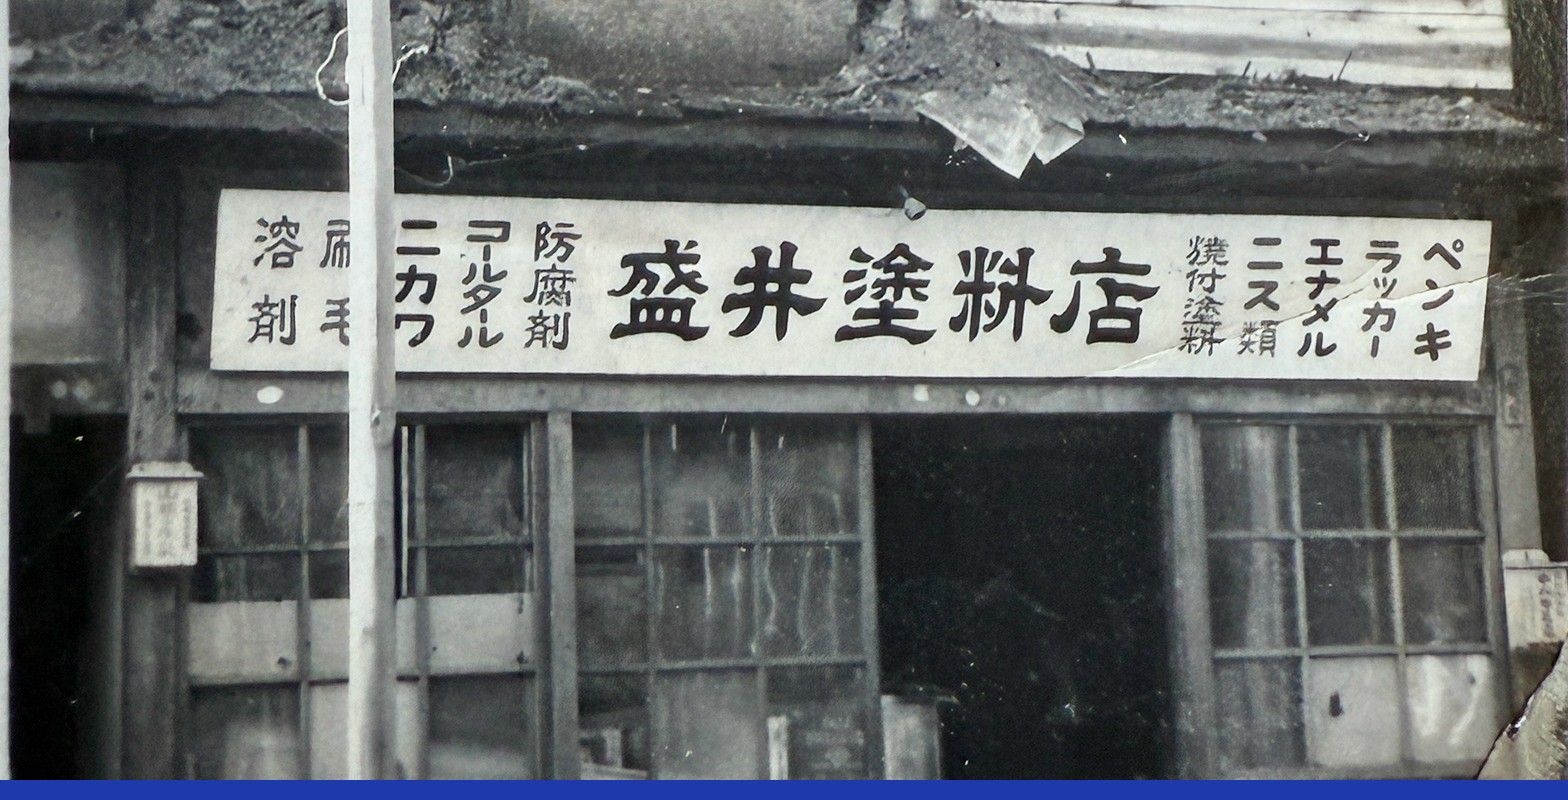 盛井塗料店
ペンキ
ラッカー
エナメル
ニス類
焼付塗料
防腐剤
コールタール
ニカワ
刷毛
溶剤